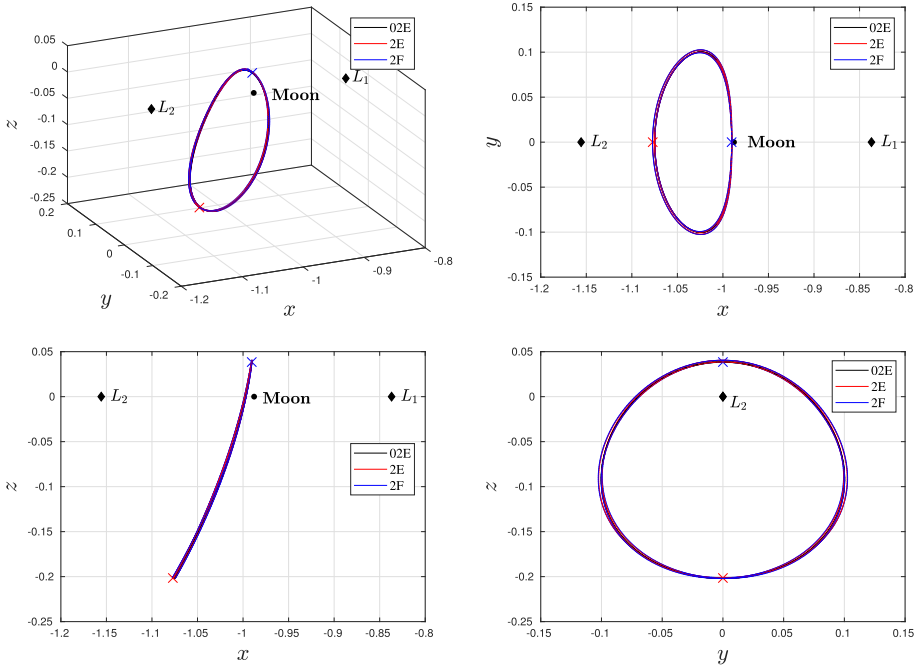 0.05
0
-0.05
-0.1
-0.15
-0.2
-0.25
z
0.2
0.1
0
-0.1
-0.2
y
-1.2
-1.1
-1
-0.9
-0.8
x
02E
2E
2F
L1
L2
Moon
0.15
0.1
0.05
0
-0.05
-0.1
-0.15
y
02E
2E
2F
L2
Moon
L1
-1.2
-1.15
-1.1
-1.05
-1
-0.95
-0.9
-0.85
-0.8
x
0.05
0
-0.05
-0.1
-0.15
-0.2
-0.25
z
L2
Moon
L1
02E
2E
2F
-1.2
-1.15
-1.1
-1.05
-1
-0.95
-0.9
-0.85
-0.8
x
0.05
0
-0.05
-0.1
-0.15
-0.2
-0.25
z
02E
2E
2F
L2
-0.15
-0.1
-0.05
0
0.05
0.1
0.15
y